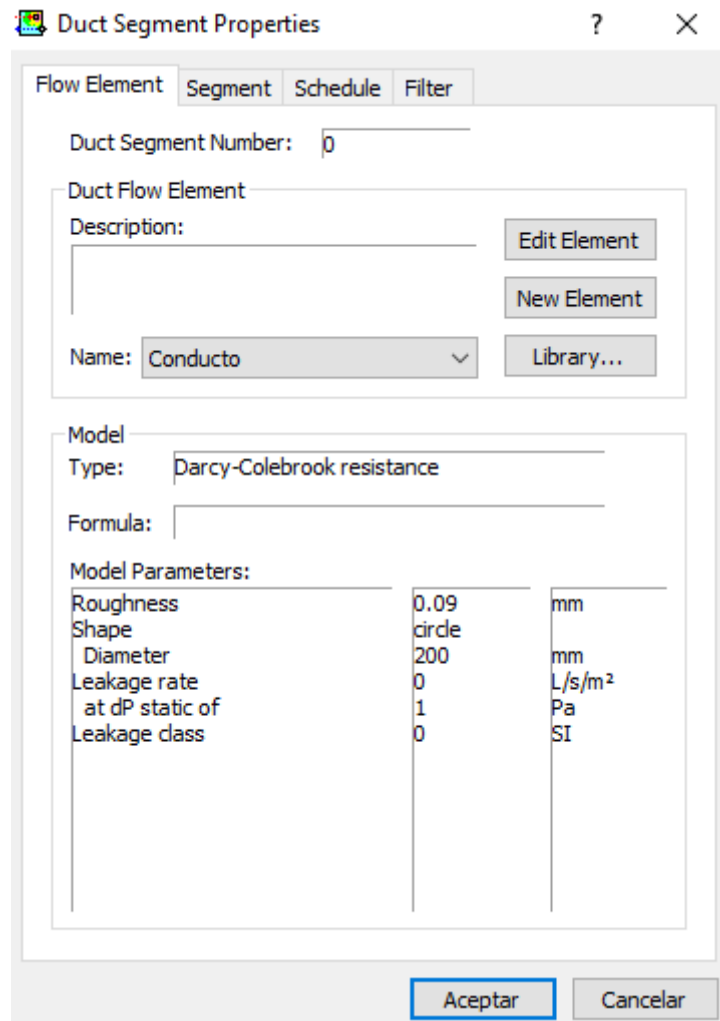 Duct Segment Properties ? ×
Flow Element Segment Schedule Filter
Duct Segment Number: 0
Duct Flow Element
Description:
Edit Element
New Element
Name: Conducto Library...
Model
Type: Darcy-Colebrook resistance
Formula:
Model Parameters:
Roughness 0.09 mm
Shape circle
Diameter 200 mm
Leakage rate 0 L/s/m²
at dP static of 1 Pa
Leakage class 0 SI
Aceptar Cancelar